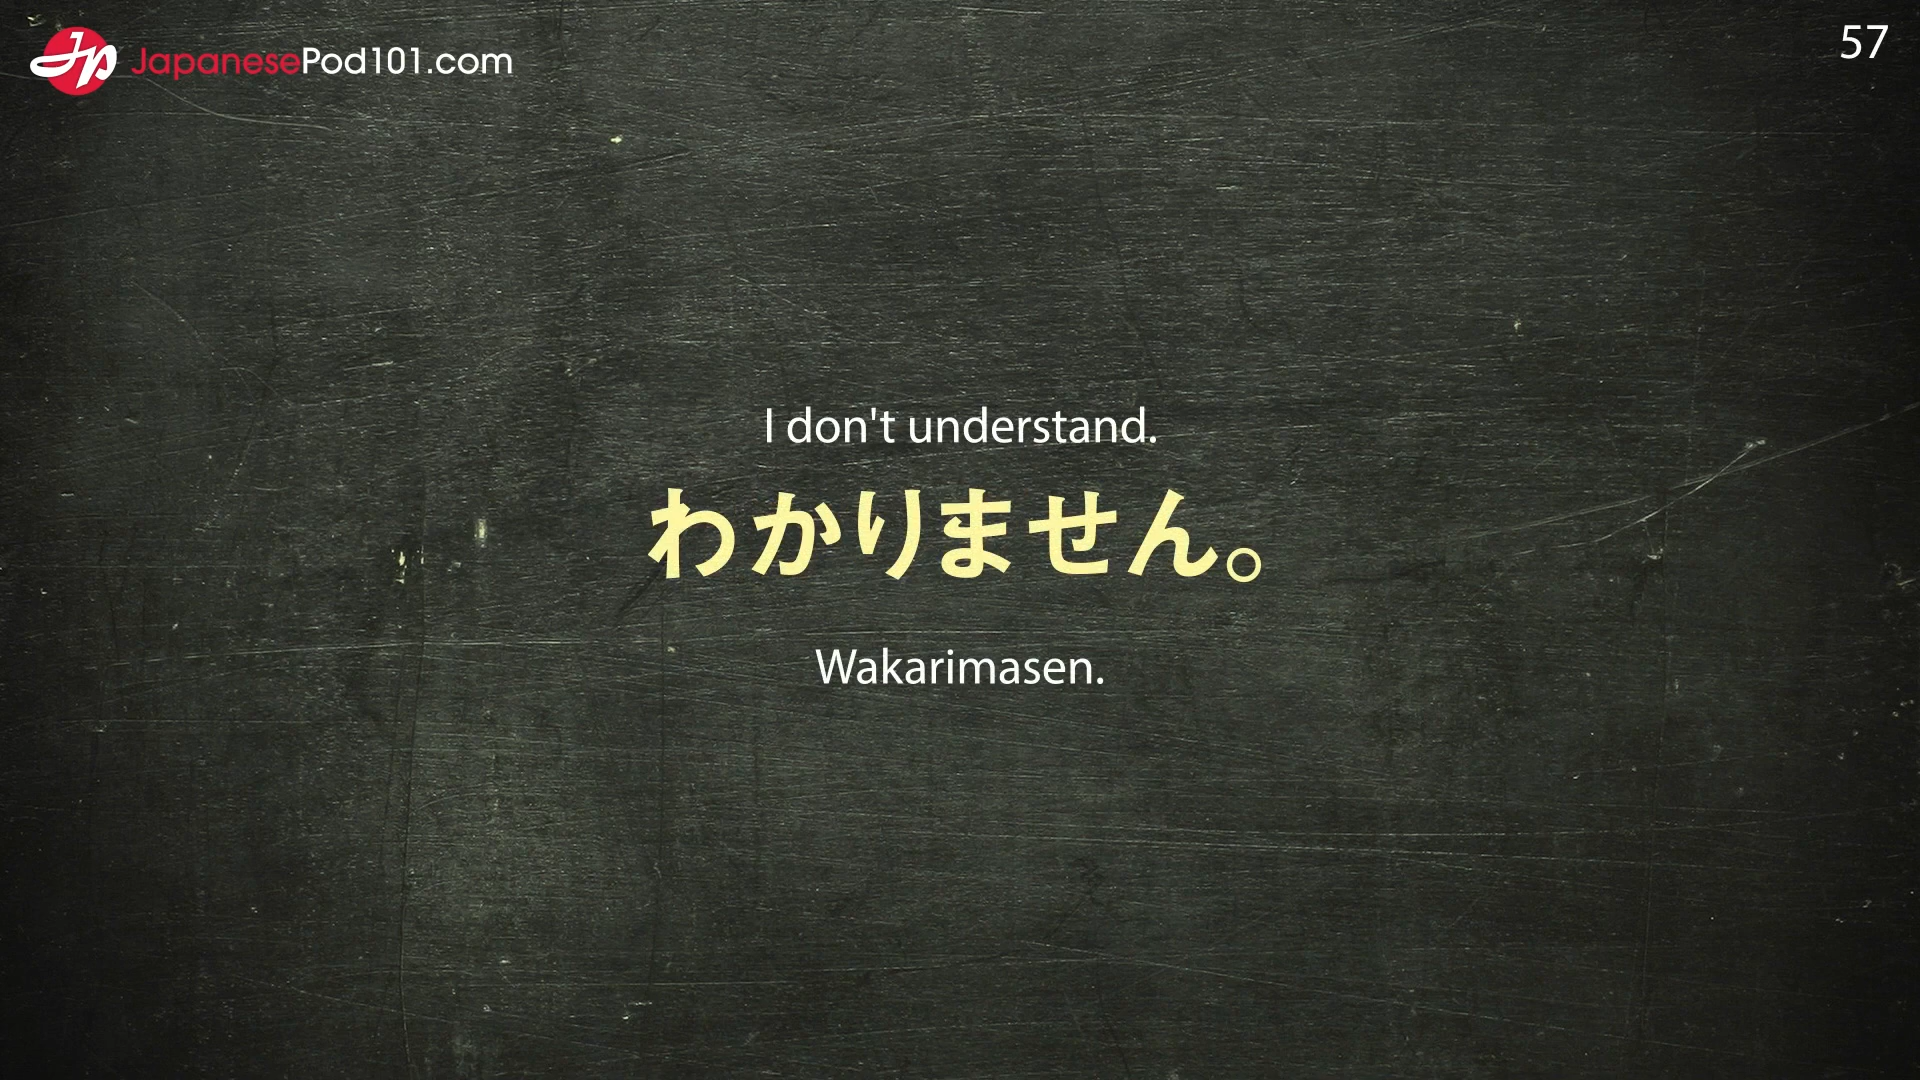 JapanesePod101.com
57
I don't understand.
わかりません。
Wakarimasen.